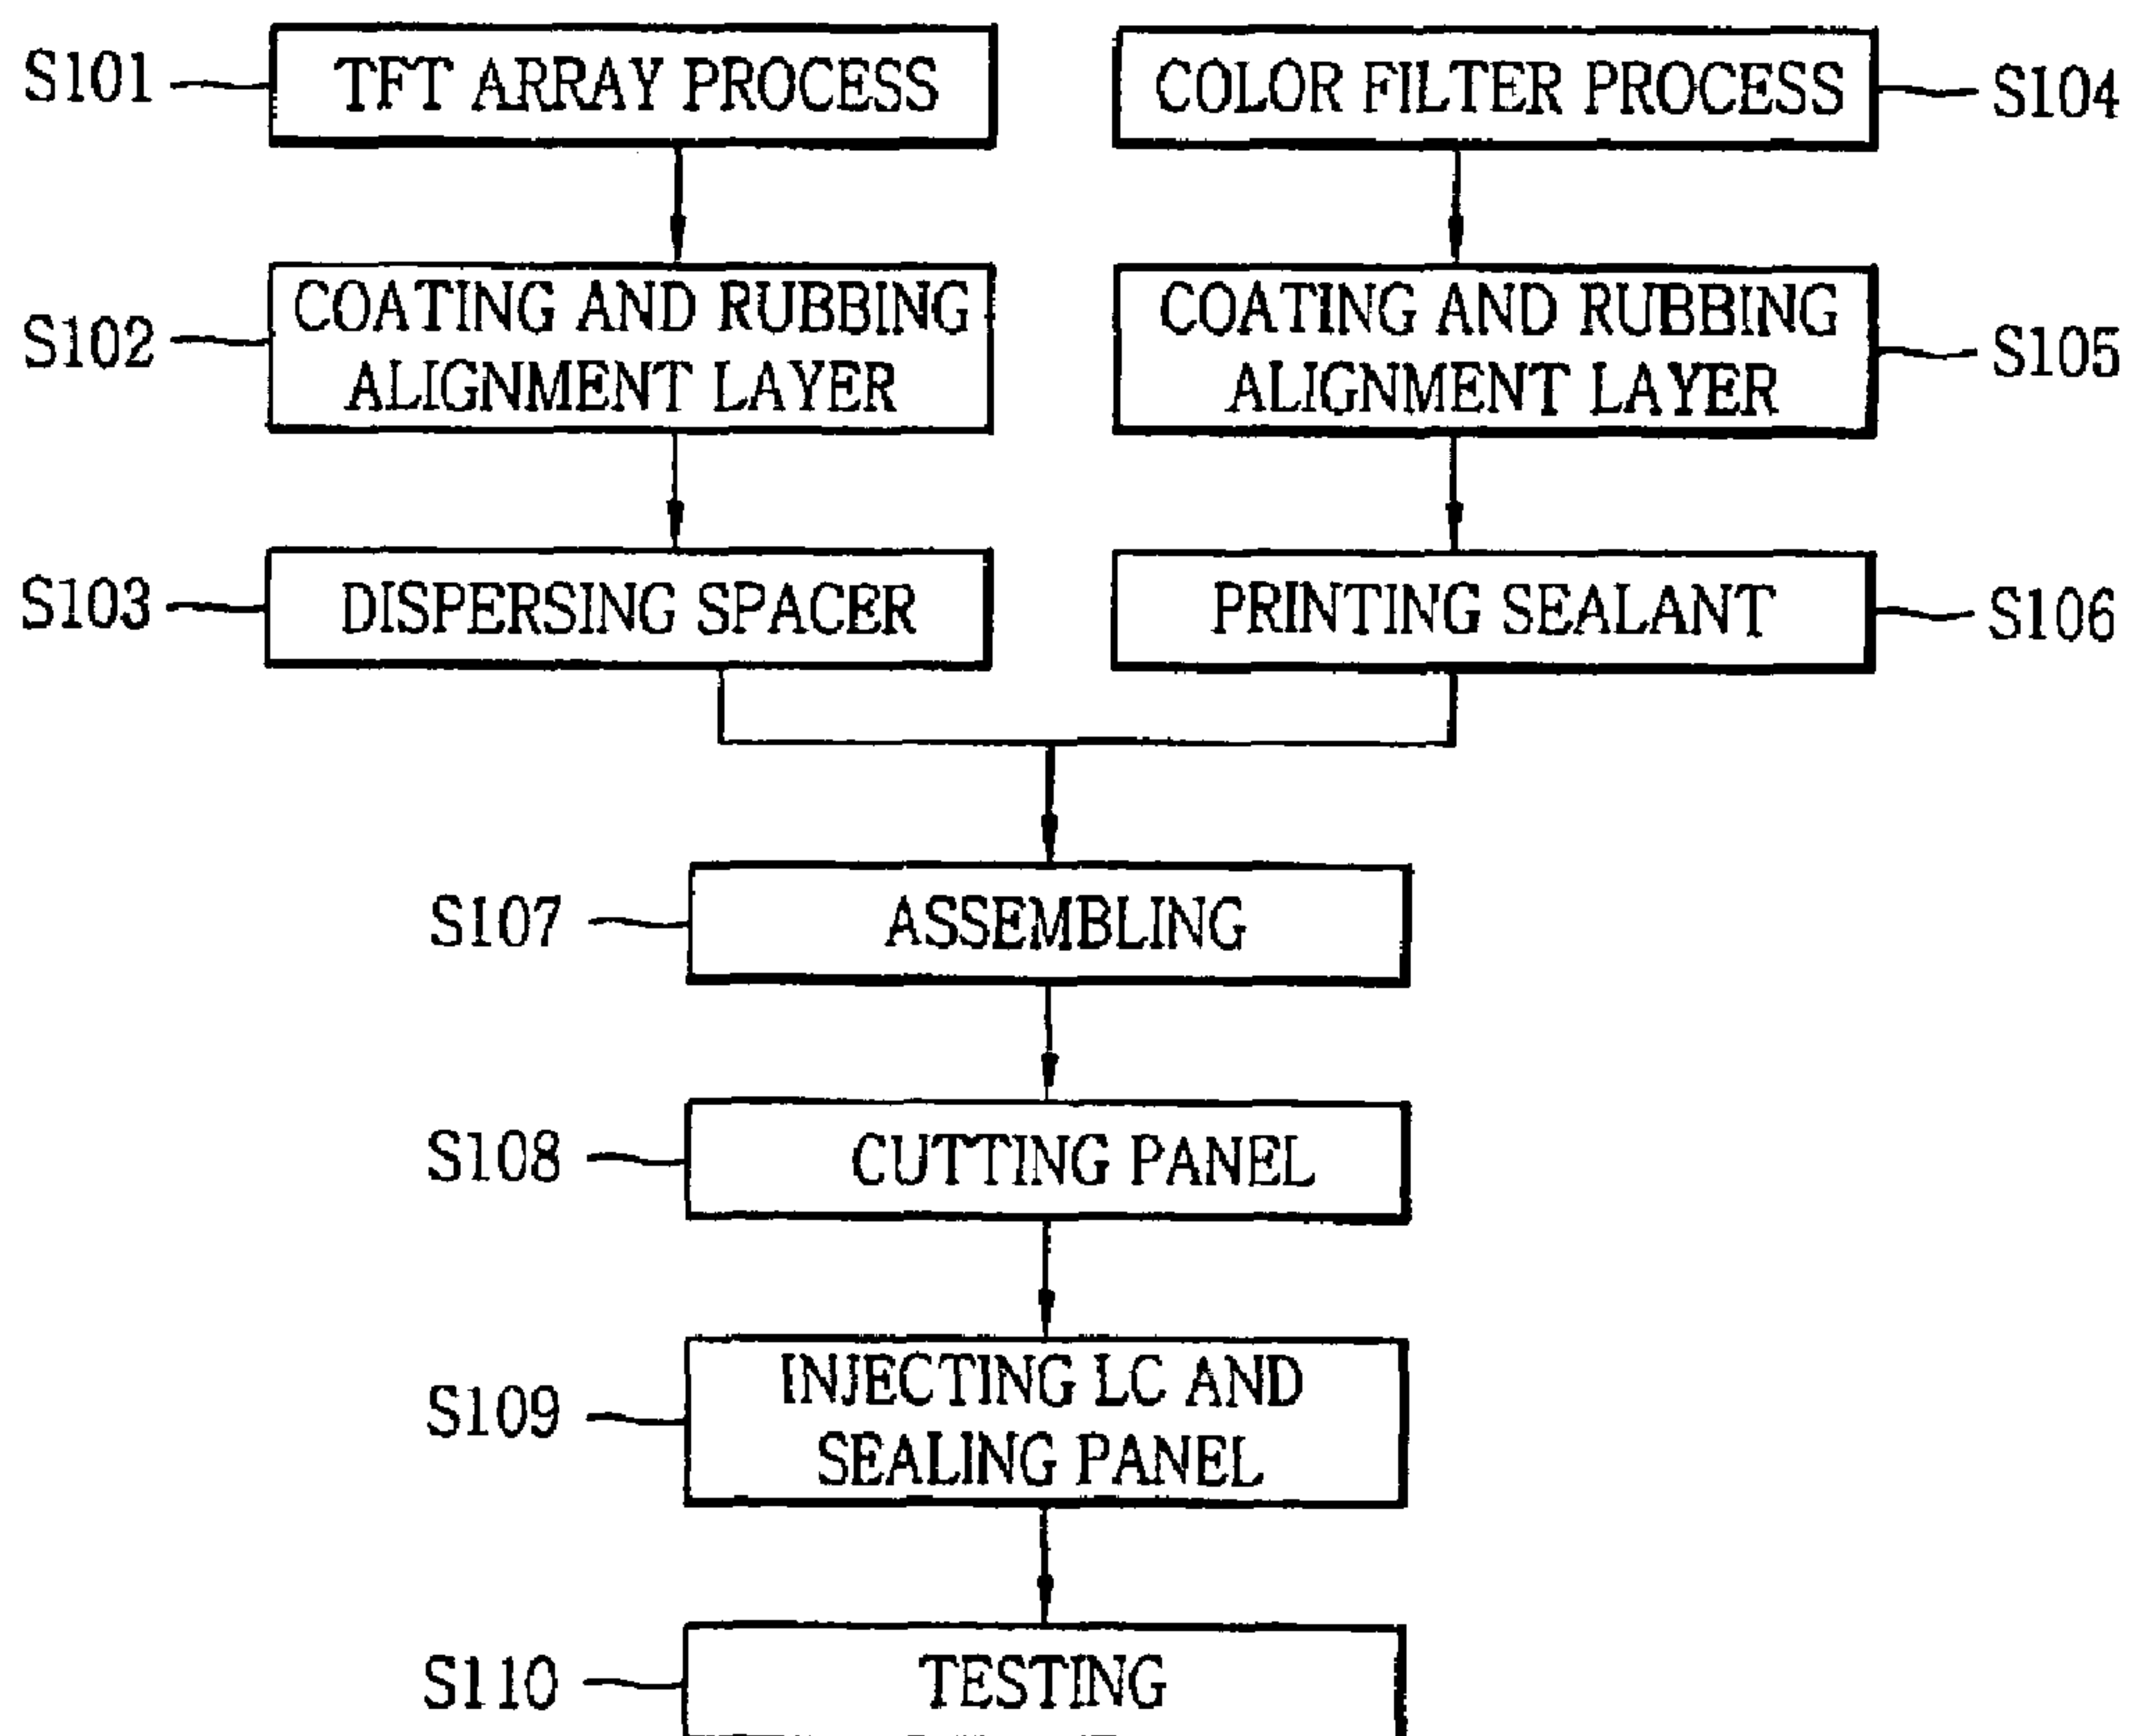 S101
TFT ARRAY PROCESS
COLOR FILTER PROCESS
S104
S102
COATING AND RUBBING
ALIGNMENT LAYER
COATING AND RUBBING
ALIGNMENT LAYER
S105
S103
DISPERSING SPACER
PRINTING SEALANT
S106
S107
ASSEMBLING
S108
CUTTING PANEL
S109
INJECTING LC AND
SEALING PANEL
S110
TESTING